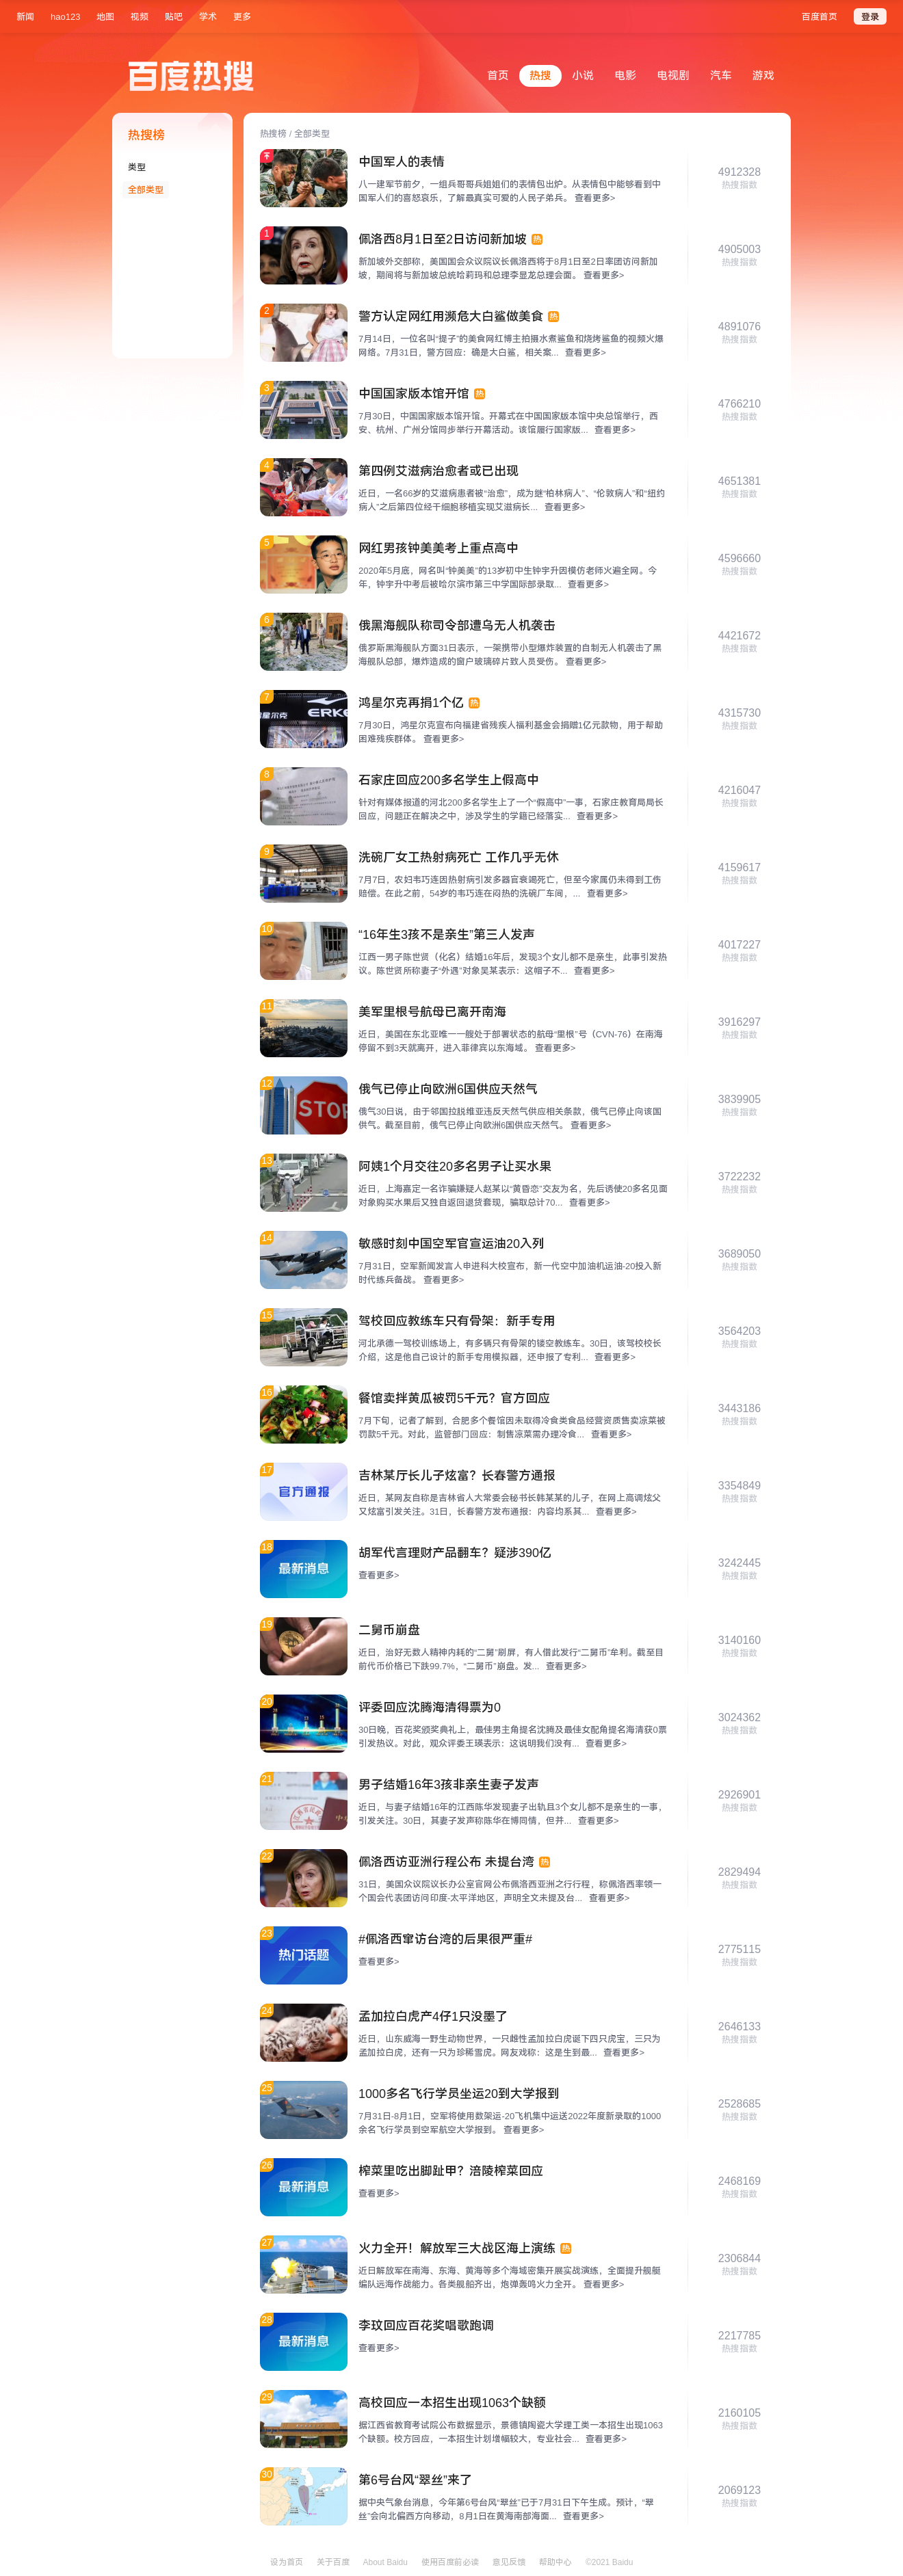 新闻 hao123 地图 视频 贴吧 学术 更多 百度首页 登录
百度热搜 首页 热搜 小说 电影 电视剧 汽车 游戏
热搜榜
类型
全部类型
热搜榜 / 全部类型
中国军人的表情
八一建军节前夕，一组兵哥哥兵姐姐们的表情包出炉。从表情包中能够看到中
国军人们的喜怒哀乐，了解最真实可爱的人民子弟兵。 查看更多>
4912328
热搜指数
1
佩洛西8月1日至2日访问新加坡 热
新加坡外交部称，美国国会众议院议长佩洛西将于8月1日至2日率团访问新加
坡，期间将与新加坡总统哈莉玛和总理李显龙总理会面。 查看更多>
4905003
热搜指数
2
警方认定网红用濒危大白鲨做美食 热
7月14日，一位名叫“提子”的美食网红博主拍摄水煮鲨鱼和烧烤鲨鱼的视频火爆
网络。7月31日，警方回应：确是大白鲨，相关案... 查看更多>
4891076
热搜指数
3
中国国家版本馆开馆 热
7月30日，中国国家版本馆开馆。开幕式在中国国家版本馆中央总馆举行，西
安、杭州、广州分馆同步举行开幕活动。该馆履行国家版... 查看更多>
4766210
热搜指数
4
第四例艾滋病治愈者或已出现
近日，一名66岁的艾滋病患者被“治愈”，成为继“柏林病人”、“伦敦病人”和“纽约
病人”之后第四位经干细胞移植实现艾滋病长... 查看更多>
4651381
热搜指数
5
网红男孩钟美美考上重点高中
2020年5月底，网名叫“钟美美”的13岁初中生钟宇升因模仿老师火遍全网。今
年，钟宇升中考后被哈尔滨市第三中学国际部录取... 查看更多>
4596660
热搜指数
6
俄黑海舰队称司令部遭乌无人机袭击
俄罗斯黑海舰队方面31日表示，一架携带小型爆炸装置的自制无人机袭击了黑
海舰队总部，爆炸造成的窗户玻璃碎片致人员受伤。 查看更多>
4421672
热搜指数
7
鸿星尔克再捐1个亿 热
7月30日，鸿星尔克宣布向福建省残疾人福利基金会捐赠1亿元款物，用于帮助
困难残疾群体。 查看更多>
4315730
热搜指数
8
石家庄回应200多名学生上假高中
针对有媒体报道的河北200多名学生上了一个“假高中”一事，石家庄教育局局长
回应，问题正在解决之中，涉及学生的学籍已经落实... 查看更多>
4216047
热搜指数
9
洗碗厂女工热射病死亡 工作几乎无休
7月7日，农妇韦巧连因热射病引发多器官衰竭死亡，但至今家属仍未得到工伤
赔偿。在此之前，54岁的韦巧连在闷热的洗碗厂车间，... 查看更多>
4159617
热搜指数
10
“16年生3孩不是亲生”第三人发声
江西一男子陈世贤（化名）结婚16年后，发现3个女儿都不是亲生，此事引发热
议。陈世贤所称妻子“外遇”对象吴某表示：这帽子不... 查看更多>
4017227
热搜指数
11
美军里根号航母已离开南海
近日，美国在东北亚唯一一艘处于部署状态的航母“里根”号（CVN-76）在南海
停留不到3天就离开，进入菲律宾以东海域。 查看更多>
3916297
热搜指数
12
俄气已停止向欧洲6国供应天然气
俄气30日说，由于邻国拉脱维亚违反天然气供应相关条款，俄气已停止向该国
供气。截至目前，俄气已停止向欧洲6国供应天然气。 查看更多>
3839905
热搜指数
13
阿姨1个月交往20多名男子让买水果
近日，上海嘉定一名诈骗嫌疑人赵某以“黄昏恋”交友为名，先后诱使20多名见面
对象购买水果后又独自返回退货套现，骗取总计70... 查看更多>
3722232
热搜指数
14
敏感时刻中国空军官宣运油20入列
7月31日，空军新闻发言人申进科大校宣布，新一代空中加油机运油-20投入新
时代练兵备战。 查看更多>
3689050
热搜指数
15
驾校回应教练车只有骨架：新手专用
河北承德一驾校训练场上，有多辆只有骨架的镂空教练车。30日，该驾校校长
介绍，这是他自己设计的新手专用模拟器，还申报了专利... 查看更多>
3564203
热搜指数
16
餐馆卖拌黄瓜被罚5千元？官方回应
7月下旬，记者了解到，合肥多个餐馆因未取得冷食类食品经营资质售卖凉菜被
罚款5千元。对此，监管部门回应：制售凉菜需办理冷食... 查看更多>
3443186
热搜指数
17
官方通报
吉林某厅长儿子炫富？长春警方通报
近日，某网友自称是吉林省人大常委会秘书长韩某某的儿子，在网上高调炫父
又炫富引发关注。31日，长春警方发布通报：内容均系其... 查看更多>
3354849
热搜指数
18
最新消息
胡军代言理财产品翻车？疑涉390亿
查看更多>
3242445
热搜指数
19
二舅币崩盘
近日，治好无数人精神内耗的“二舅”刷屏，有人借此发行“二舅币”牟利。截至目
前代币价格已下跌99.7%，“二舅币”崩盘。发... 查看更多>
3140160
热搜指数
20
评委回应沈腾海清得票为0
30日晚，百花奖颁奖典礼上，最佳男主角提名沈腾及最佳女配角提名海清获0票
引发热议。对此，观众评委王瑛表示：这说明我们没有... 查看更多>
3024362
热搜指数
21
男子结婚16年3孩非亲生妻子发声
近日，与妻子结婚16年的江西陈华发现妻子出轨且3个女儿都不是亲生的一事，
引发关注。30日，其妻子发声称陈华在博同情，但并... 查看更多>
2926901
热搜指数
22
佩洛西访亚洲行程公布 未提台湾 热
31日，美国众议院议长办公室官网公布佩洛西亚洲之行行程，称佩洛西率领一
个国会代表团访问印度-太平洋地区，声明全文未提及台... 查看更多>
2829494
热搜指数
23
热门话题
#佩洛西窜访台湾的后果很严重#
查看更多>
2775115
热搜指数
24
孟加拉白虎产4仔1只没墨了
近日，山东威海一野生动物世界，一只雌性孟加拉白虎诞下四只虎宝，三只为
孟加拉白虎，还有一只为珍稀雪虎。网友戏称：这是生到最... 查看更多>
2646133
热搜指数
25
1000多名飞行学员坐运20到大学报到
7月31日-8月1日，空军将使用数架运-20飞机集中运送2022年度新录取的1000
余名飞行学员到空军航空大学报到。 查看更多>
2528685
热搜指数
26
最新消息
榨菜里吃出脚趾甲？涪陵榨菜回应
查看更多>
2468169
热搜指数
27
火力全开！解放军三大战区海上演练 热
近日解放军在南海、东海、黄海等多个海域密集开展实战演练，全面提升舰艇
编队远海作战能力。各类舰船齐出，炮弹轰鸣火力全开。 查看更多>
2306844
热搜指数
28
最新消息
李玟回应百花奖唱歌跑调
查看更多>
2217785
热搜指数
29
高校回应一本招生出现1063个缺额
据江西省教育考试院公布数据显示，景德镇陶瓷大学理工类一本招生出现1063
个缺额。校方回应，一本招生计划增幅较大，专业社会... 查看更多>
2160105
热搜指数
30
第6号台风“翠丝”来了
据中央气象台消息，今年第6号台风“翠丝”已于7月31日下午生成。预计，“翠
丝”会向北偏西方向移动，8月1日在黄海南部海面... 查看更多>
2069123
热搜指数
设为首页 关于百度 About Baidu 使用百度前必读 意见反馈 帮助中心 ©2021 Baidu